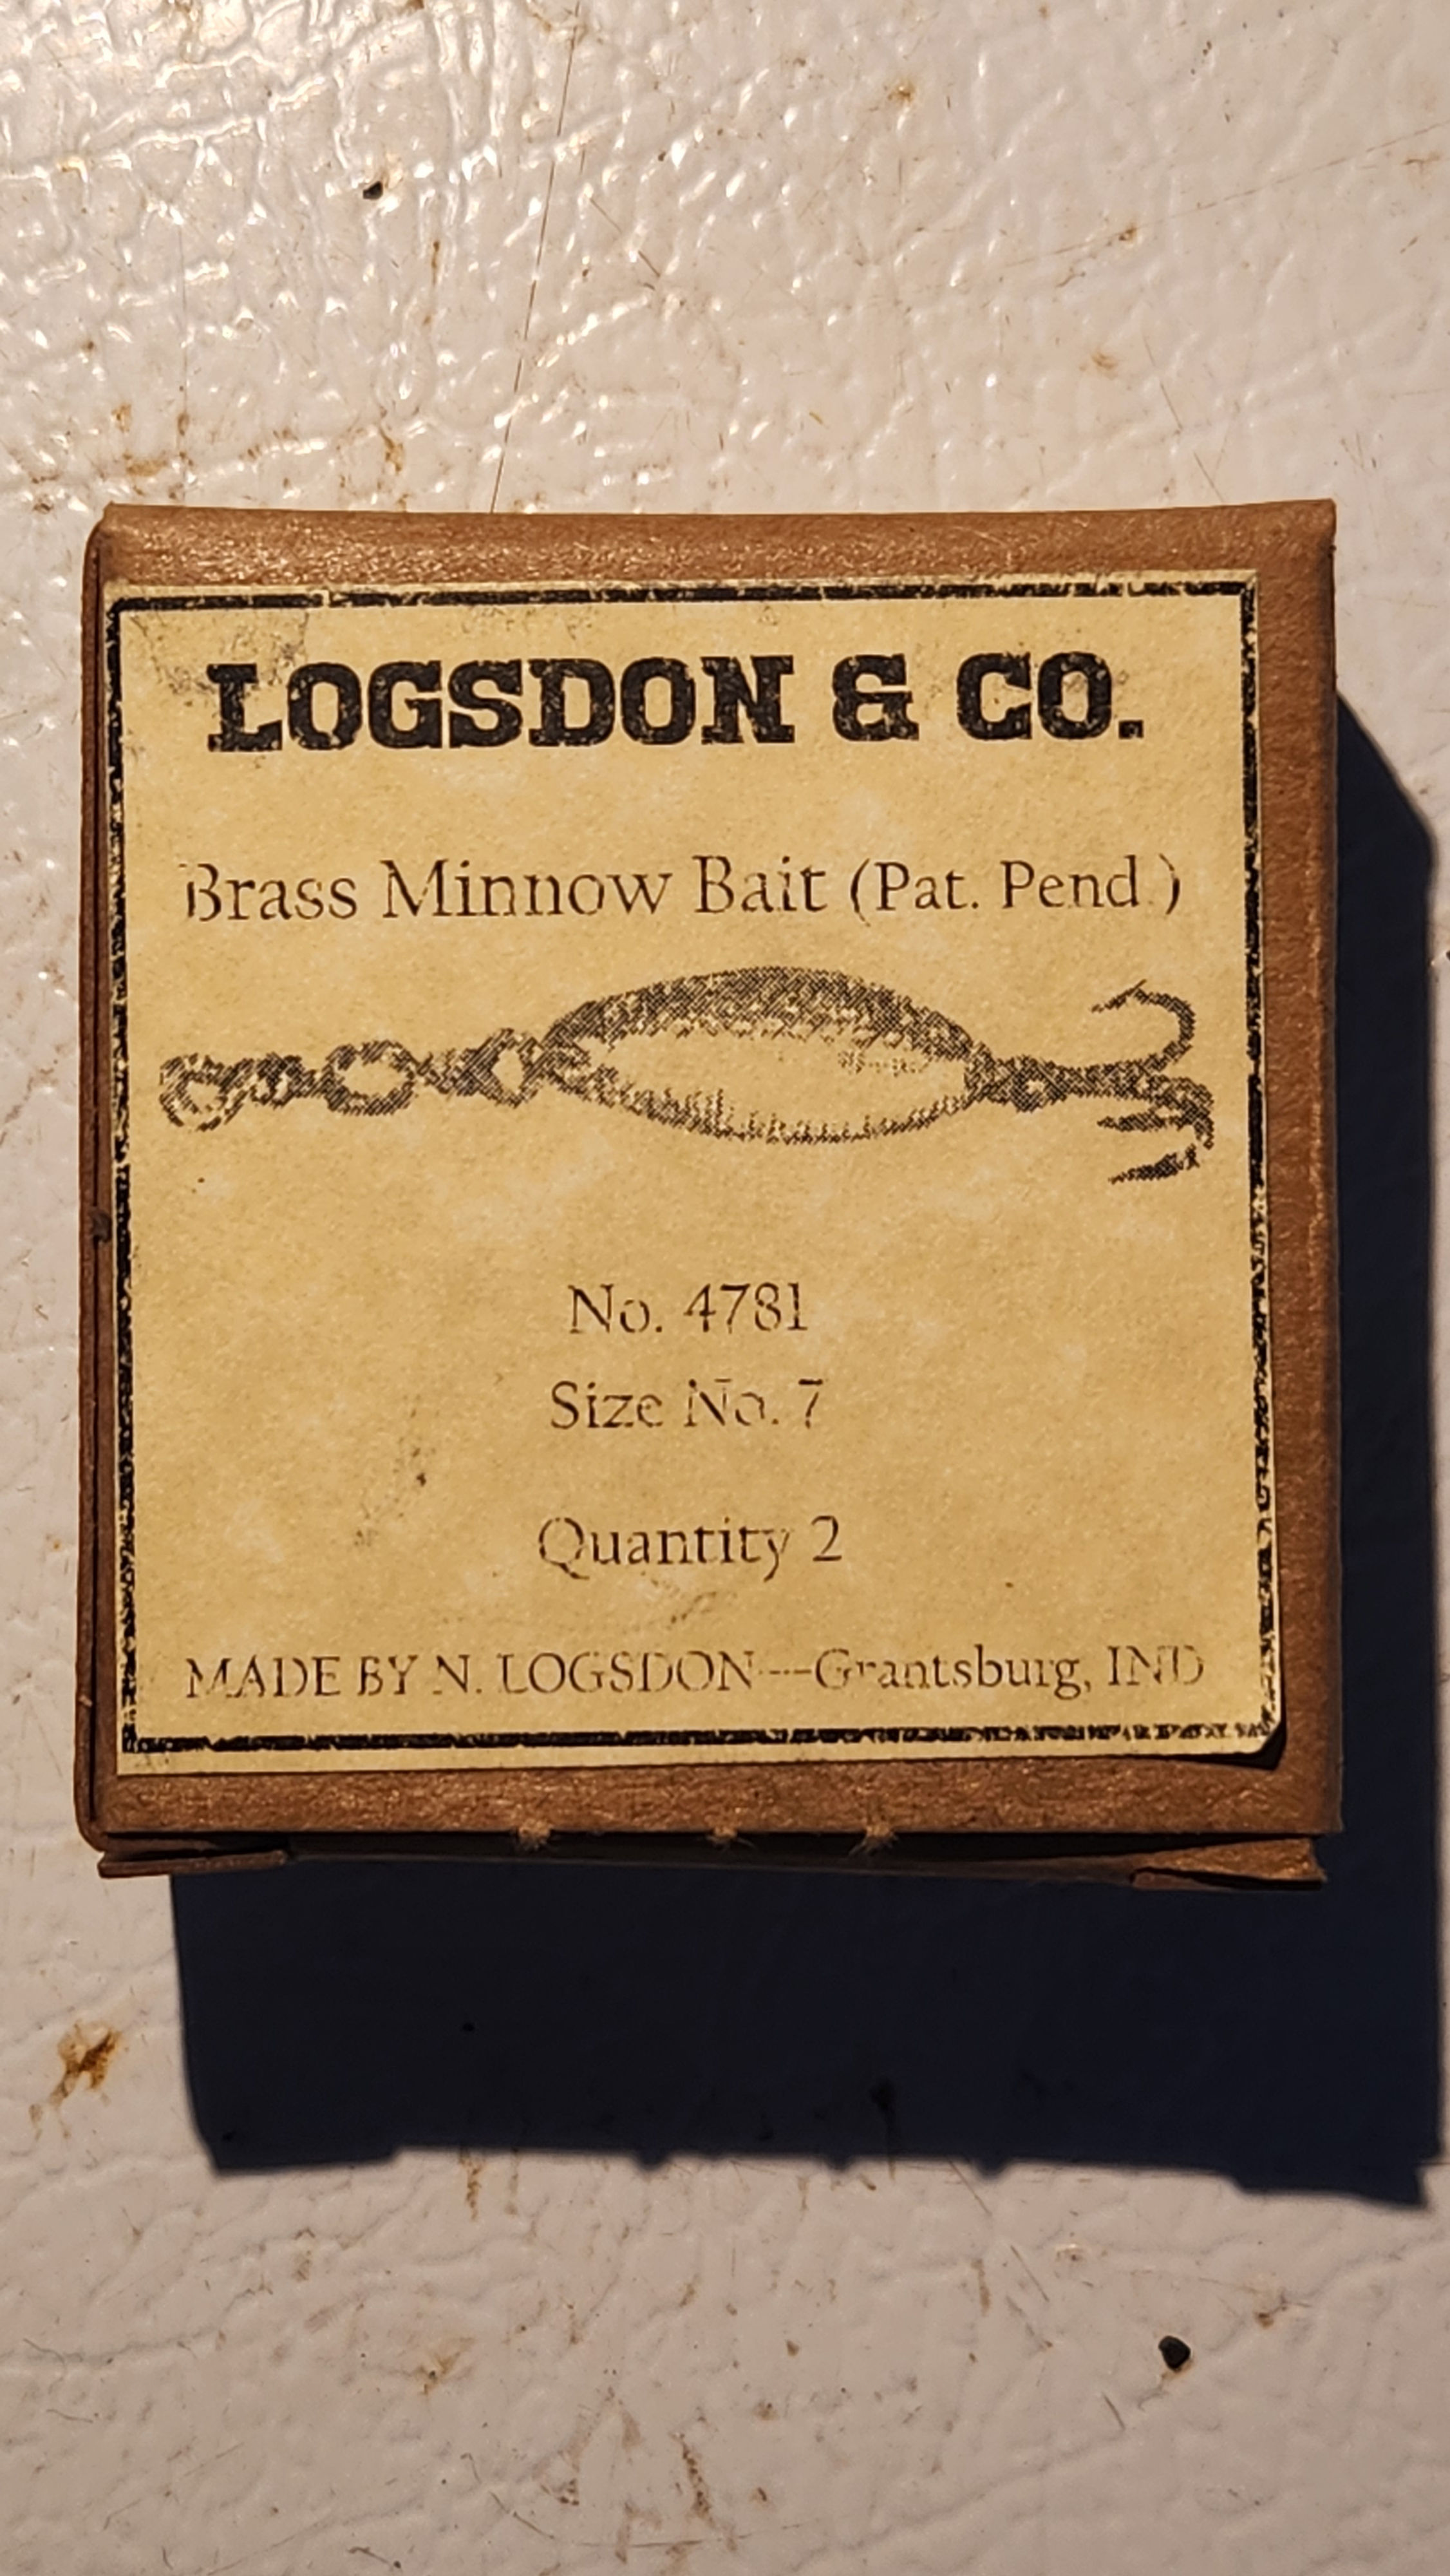 LOGSDON & CO.
Brass Minnow Bait (Pat. Pend.)
No. 4781
Size No. 7
Quantity 2
MADE BY N. LOGSDON---Grantsburg, IND